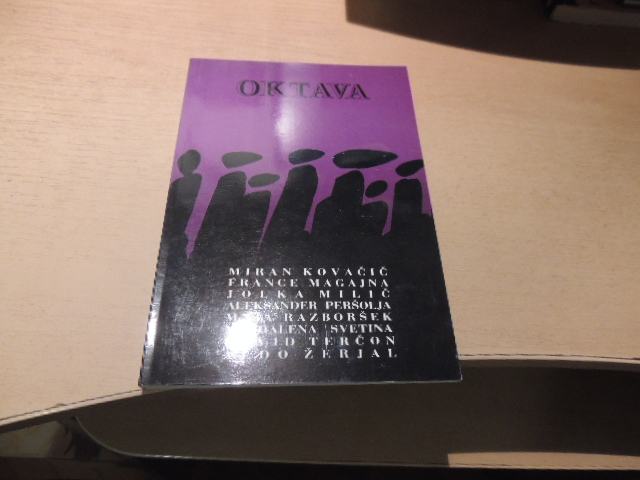 OKTAVA
MIRAN KOVAČIČ
FRANCE MAGAJNA
JOLKA MILIČ
ALEKSANDER PERŠOLJA
RAZBORŠEK
SVETINA
TERČON
ŽERJAL